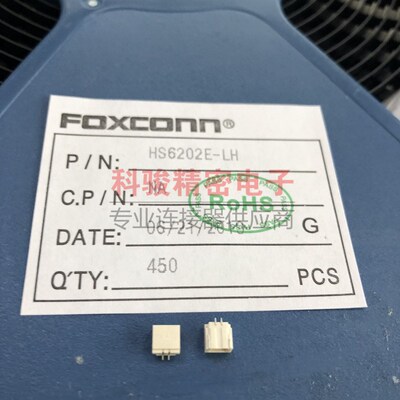 FOXCONN®
P/N: HS6202E-LH
科骏精密电子
C.P/N: NA
专业连接器供应商
RoHS
DATE: G
Q'TY: 450 PCS